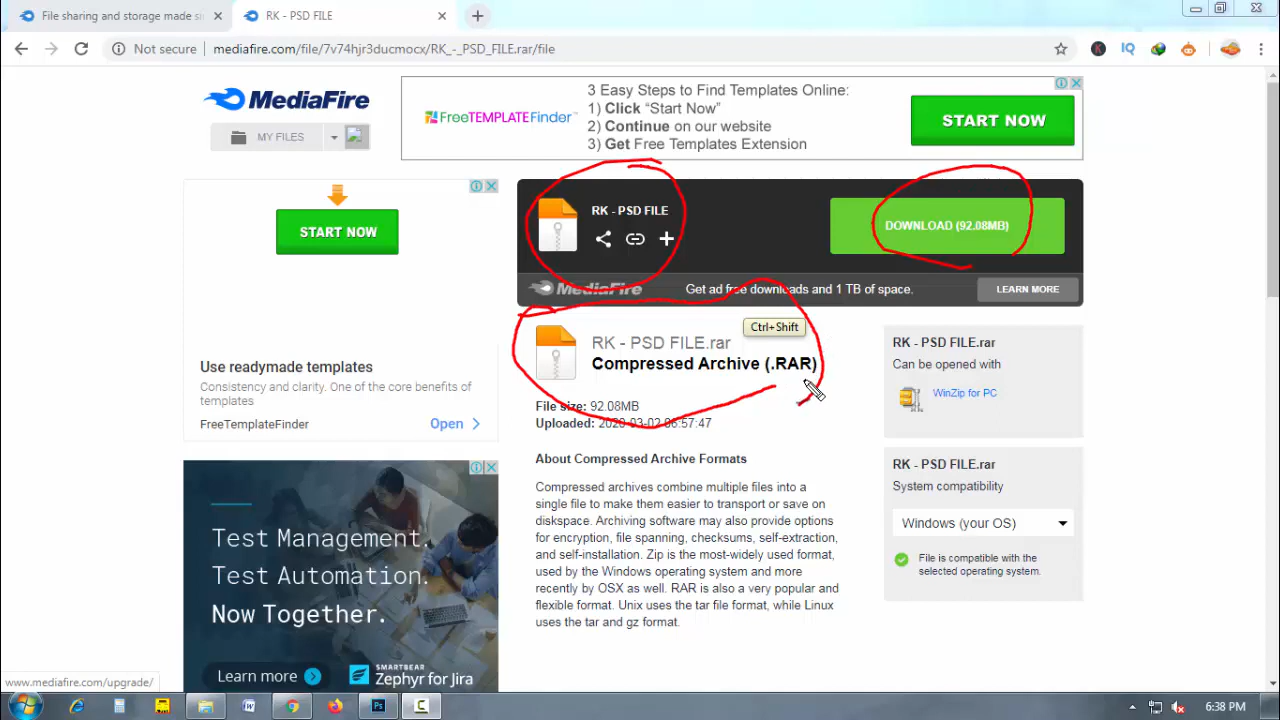 File sharing and storage made si
RK - PSD FILE
Not secure
mediafire.com/file/7v74hjr3ducmocx/RK_-_PSD_FILE.rar/file
K
IQ
MediaFire
MY FILES
FreeTEMPLATEFinder
3 Easy Steps to Find Templates Online:
1) Click “Start Now”
2) Continue on our website
3) Get Free Templates Extension
START NOW
START NOW
Use readymade templates
Consistency and clarity. One of the core benefits of
templates
FreeTemplateFinder
Open
Test Management.
Test Automation.
Now Together.
Learn more
SMARTBEAR
Zephyr for Jira
RK - PSD FILE
DOWNLOAD (92.08MB)
MediaFire
Get ad free downloads and 1 TB of space.
LEARN MORE
Ctrl+Shift
RK - PSD FILE.rar
Compressed Archive (.RAR)
File size: 92.08MB
Uploaded: 2020-03-02 06:57:47
About Compressed Archive Formats
Compressed archives combine multiple files into a
single file to make them easier to transport or save on
diskspace. Archiving software may also provide options
for encryption, file spanning, checksums, self-extraction,
and self-installation. Zip is the most-widely used format,
used by the Windows operating system and more
recently by OSX as well. RAR is also a very popular and
flexible format. Unix uses the tar file format, while Linux
uses the tar and gz format.
RK - PSD FILE.rar
Can be opened with
WinZip for PC
RK - PSD FILE.rar
System compatibility
Windows (your OS)
File is compatible with the
selected operating system.
www.mediafire.com/upgrade/
Ps
6:38 PM